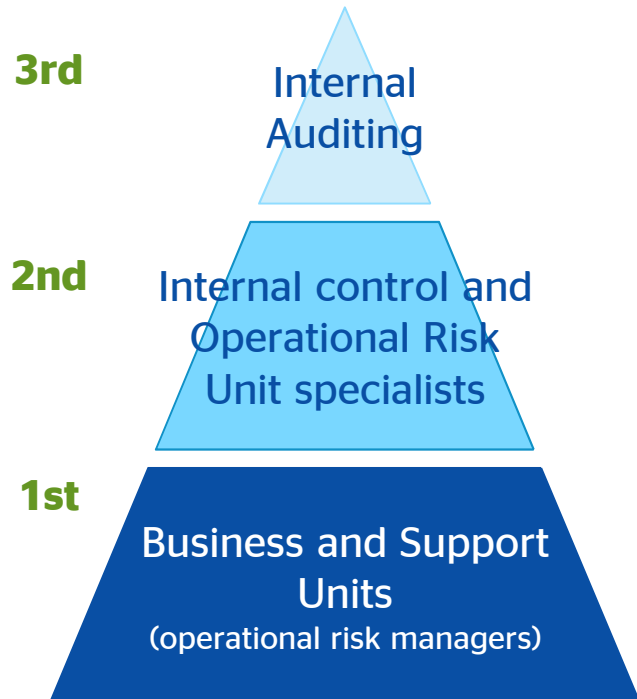 3rd
Internal
Auditing
2nd
Internal control and
Operational Risk
Unit specialists
1st
Business and Support
Units
(operational risk managers)